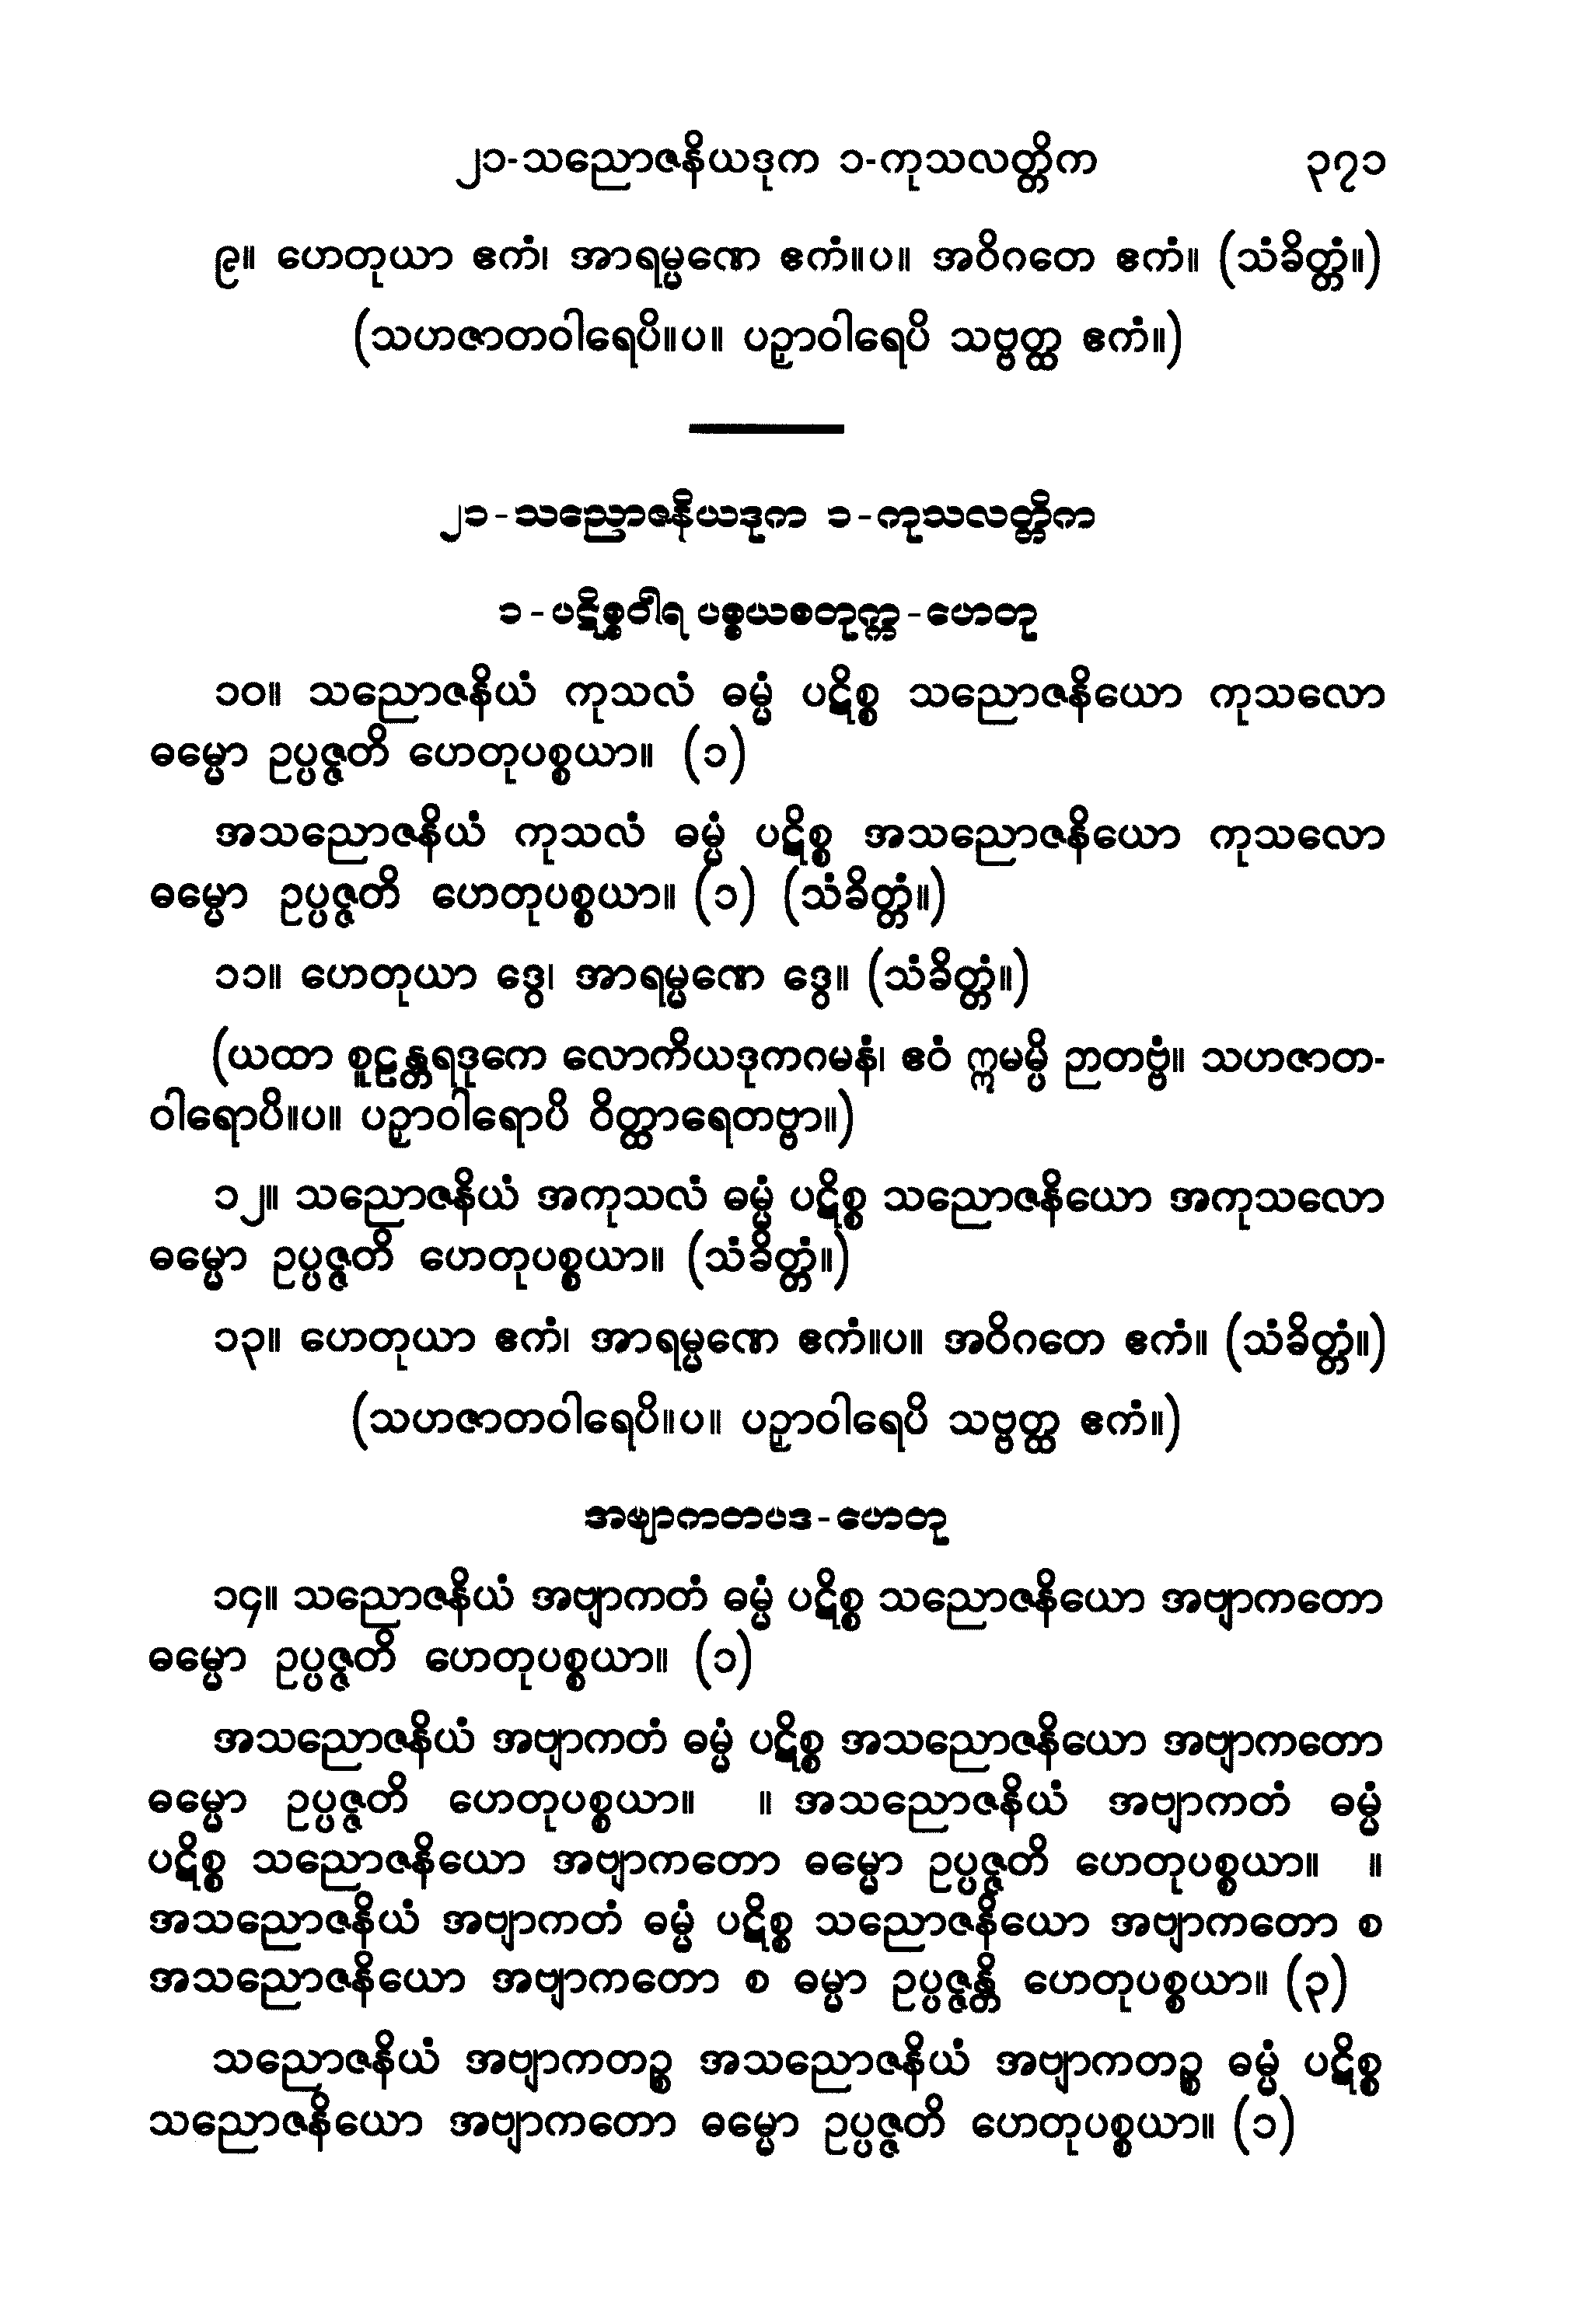 ၂၁-သညောဇနိယဒုက ၁-ကုသလတ္တိက ၃၇၁
၉။ ဟေတုယာ ဧကံ၊ အာရမ္မဏေ ဧကံ။ပ။ အဝိဂတေ ဧကံ။ (သံခိတ္တံ။)
(သဟဇာတဝါရေပိ။ပ။ ပဉှာဝါရေပိ သဗ္ဗတ္ထ ဧကံ။)
၂၁-သညောဇနိယဒုက ၁-ကုသလတ္တိက
၁-ပဋိစ္စဝါရ ပစ္စယစတုက္က-ဟေတု
၁၀။ သညောဇနိယံ ကုသလံ ဓမ္မံ ပဋိစ္စ သညောဇနိယော ကုသလော
ဓမ္မော ဥပ္ပဇ္ဇတိ ဟေတုပစ္စယာ။ (၁)
အသညောဇနိယံ ကုသလံ ဓမ္မံ ပဋိစ္စ အသညောဇနိယော ကုသလော
ဓမ္မော ဥပ္ပဇ္ဇတိ ဟေတုပစ္စယာ။ (၁) (သံခိတ္တံ။)
၁၁။ ဟေတုယာ ဒွေ၊ အာရမ္မဏေ ဒွေ။ (သံခိတ္တံ။)
(ယထာ စူဠန္တရဒုကေ လောကိယဒုကဂမနံ၊ ဧဝံ ဣမမ္ပိ ဉာတဗ္ဗံ။ သဟဇာတ-
ဝါရောပိ။ပ။ ပဉှာဝါရောပိ ဝိတ္ထာရေတဗ္ဗာ။)
၁၂။ သညောဇနိယံ အကုသလံ ဓမ္မံ ပဋိစ္စ သညောဇနိယော အကုသလော
ဓမ္မော ဥပ္ပဇ္ဇတိ ဟေတုပစ္စယာ။ (သံခိတ္တံ။)
၁၃။ ဟေတုယာ ဧကံ၊ အာရမ္မဏေ ဧကံ။ပ။ အဝိဂတေ ဧကံ။ (သံခိတ္တံ။)
(သဟဇာတဝါရေပိ။ပ။ ပဉှာဝါရေပိ သဗ္ဗတ္ထ ဧကံ။)
အဗျာကတပဒ-ဟေတု
၁၄။ သညောဇနိယံ အဗျာကတံ ဓမ္မံ ပဋိစ္စ သညောဇနိယော အဗျာကတော
ဓမ္မော ဥပ္ပဇ္ဇတိ ဟေတုပစ္စယာ။ (၁)
အသညောဇနိယံ အဗျာကတံ ဓမ္မံ ပဋိစ္စ အသညောဇနိယော အဗျာကတော
ဓမ္မော ဥပ္ပဇ္ဇတိ ဟေတုပစ္စယာ။ ။ အသညောဇနိယံ အဗျာကတံ ဓမ္မံ
ပဋိစ္စ သညောဇနိယော အဗျာကတော ဓမ္မော ဥပ္ပဇ္ဇတိ ဟေတုပစ္စယာ။ ။
အသညောဇနိယံ အဗျာကတံ ဓမ္မံ ပဋိစ္စ သညောဇနိယော အဗျာကတော စ
အသညောဇနိယော အဗျာကတော စ ဓမ္မာ ဥပ္ပဇ္ဇန္တိ ဟေတုပစ္စယာ။ (၃)
သညောဇနိယံ အဗျာကတဉ္စ အသညောဇနိယံ အဗျာကတဉ္စ ဓမ္မံ ပဋိစ္စ
သညောဇနိယော အဗျာကတော ဓမ္မော ဥပ္ပဇ္ဇတိ ဟေတုပစ္စယာ။ (၁)